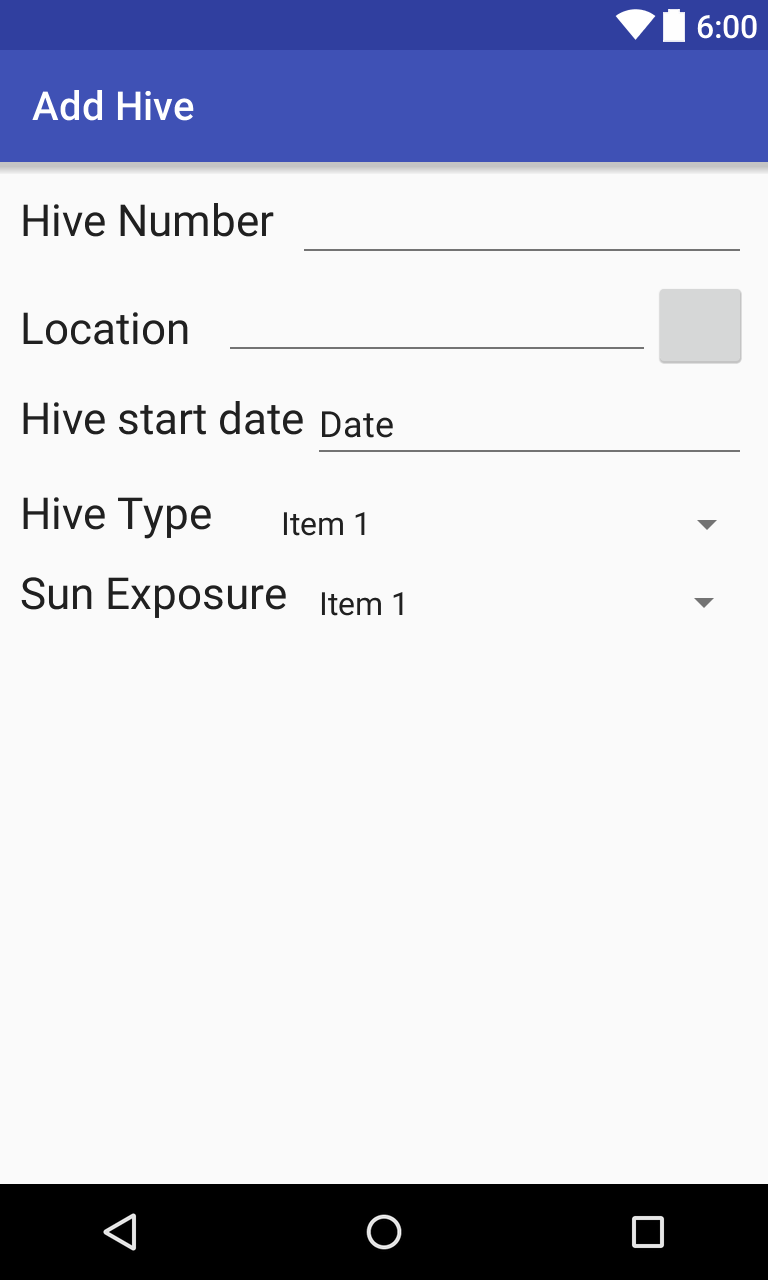 6:00
Add Hive
Hive Number
Location
Hive start date Date
Hive Type Item 1
Sun Exposure Item 1